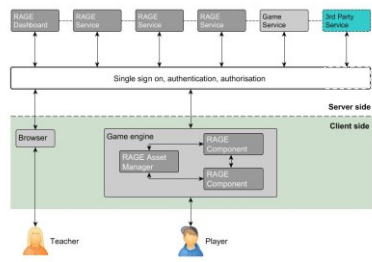 RAGE
Dashboard
RAGE
Service
RAGE
Service
RAGE
Service
Game
Service
3rd Party
Service
Single sign on, authentication, authorisation
Server side
Client side
Browser
Game engine
RAGE Asset
Manager
RAGE
Component
RAGE
Component
Teacher
Player